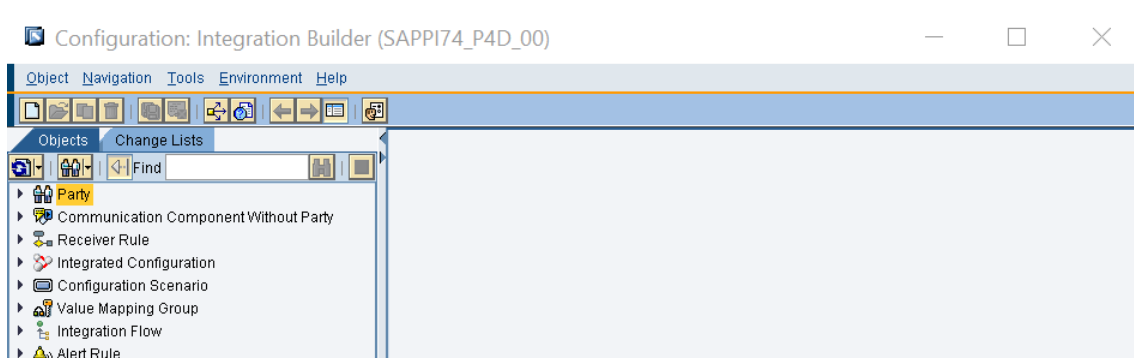 Configuration: Integration Builder (SAPPI74_P4D_00)
Object Navigation Tools Environment Help
Objects Change Lists
Find
Party
Communication Component Without Party
Receiver Rule
Integrated Configuration
Configuration Scenario
Value Mapping Group
Integration Flow
Alert Rule